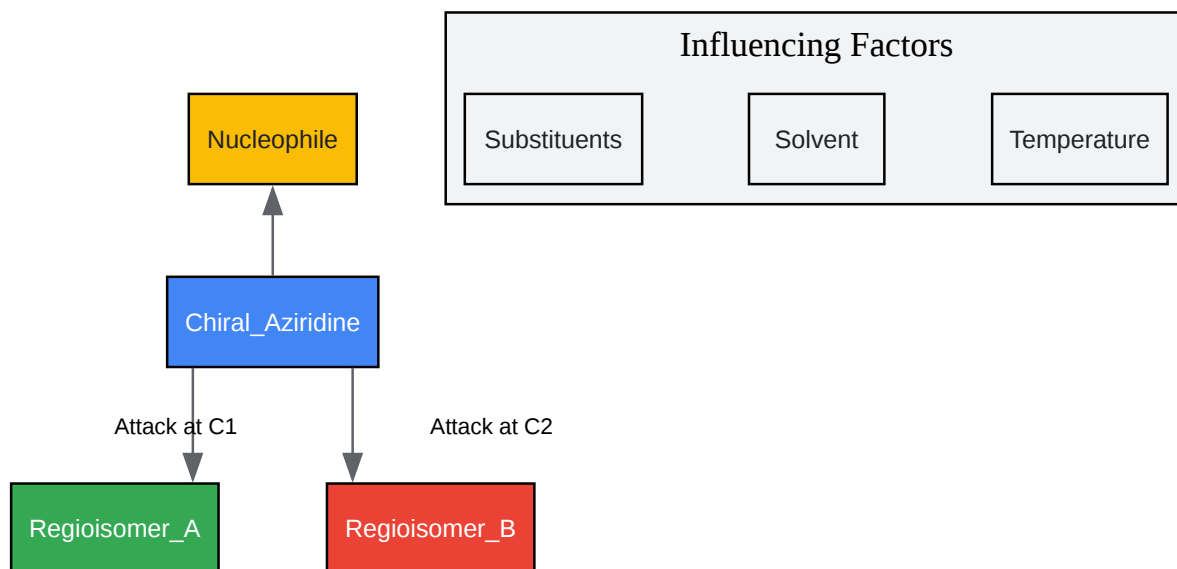 Influencing Factors
Nucleophile
Substituents
Solvent
Temperature
Chiral_Aziridine
Attack at C1
Attack at C2
Regioisomer_A
Regioisomer_B